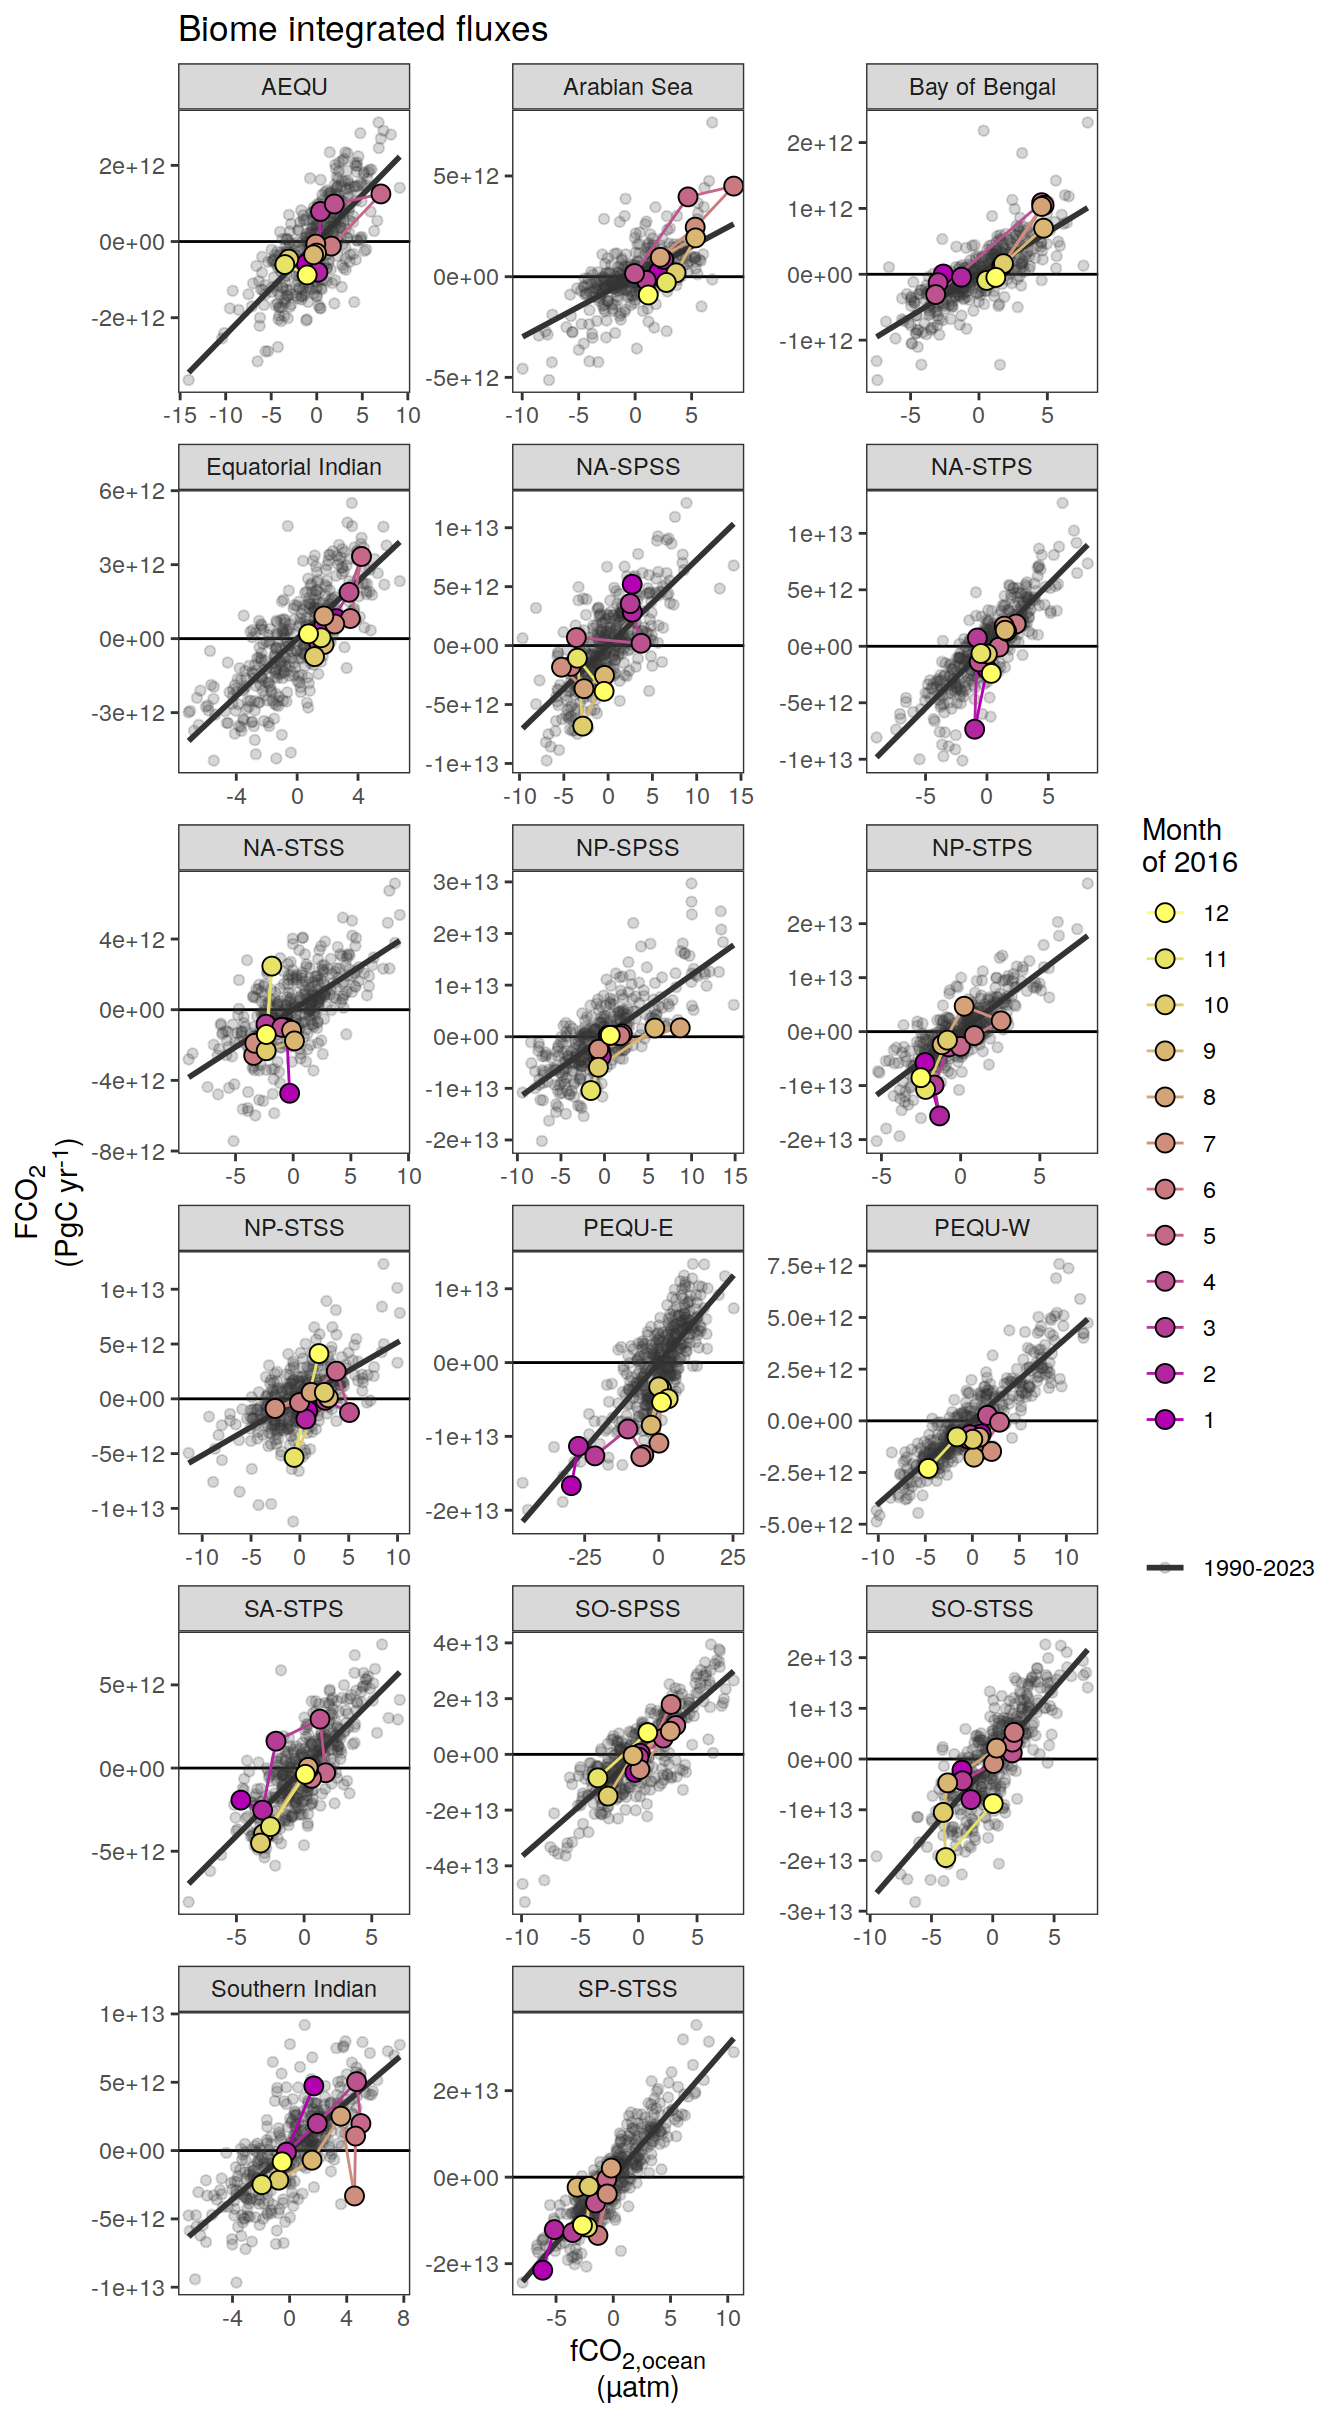 Biome integrated fluxes
AEQU Arabian Sea Bay of Bengal
2e+12
0e+00
-2e+12
-15 -10 -5 0 5 10
5e+12
0e+00
-5e+12
-10 -5 0 5
2e+12
1e+12
0e+00
-1e+12
-5 0 5
Equatorial Indian NA-SPSS NA-STPS
6e+12
3e+12
0e+00
-3e+12
-4 0 4
1e+13
5e+12
0e+00
-5e+12
-1e+13
-10 -5 0 5 10 15
1e+13
5e+12
0e+00
-5e+12
-1e+13
-5 0 5
NA-STSS NP-SPSS NP-STPS
4e+12
0e+00
-4e+12
-8e+12
-5 0 5 10
3e+13
2e+13
1e+13
0e+00
-1e+13
-2e+13
-10 -5 0 5 10 15
2e+13
1e+13
0e+00
-1e+13
-2e+13
-5 0 5
NP-STSS PEQU-E PEQU-W
1e+13
5e+12
0e+00
-5e+12
-1e+13
-10 -5 0 5 10
1e+13
0e+00
-1e+13
-2e+13
-25 0 25
7.5e+12
5.0e+12
2.5e+12
0.0e+00
-2.5e+12
-5.0e+12
-10 -5 0 5 10
SA-STPS SO-SPSS SO-STSS
5e+12
0e+00
-5e+12
-5 0 5
4e+13
2e+13
0e+00
-2e+13
-4e+13
-10 -5 0 5
2e+13
1e+13
0e+00
-1e+13
-2e+13
-3e+13
-10 -5 0 5
Southern Indian SP-STSS
1e+13
5e+12
0e+00
-5e+12
-1e+13
-4 0 4 8
2e+13
0e+00
-2e+13
-5 0 5 10
FCO2
(PgC yr-1)
fCO2,ocean
(µatm)
Month
of 2016
12
11
10
9
8
7
6
5
4
3
2
1
1990-2023